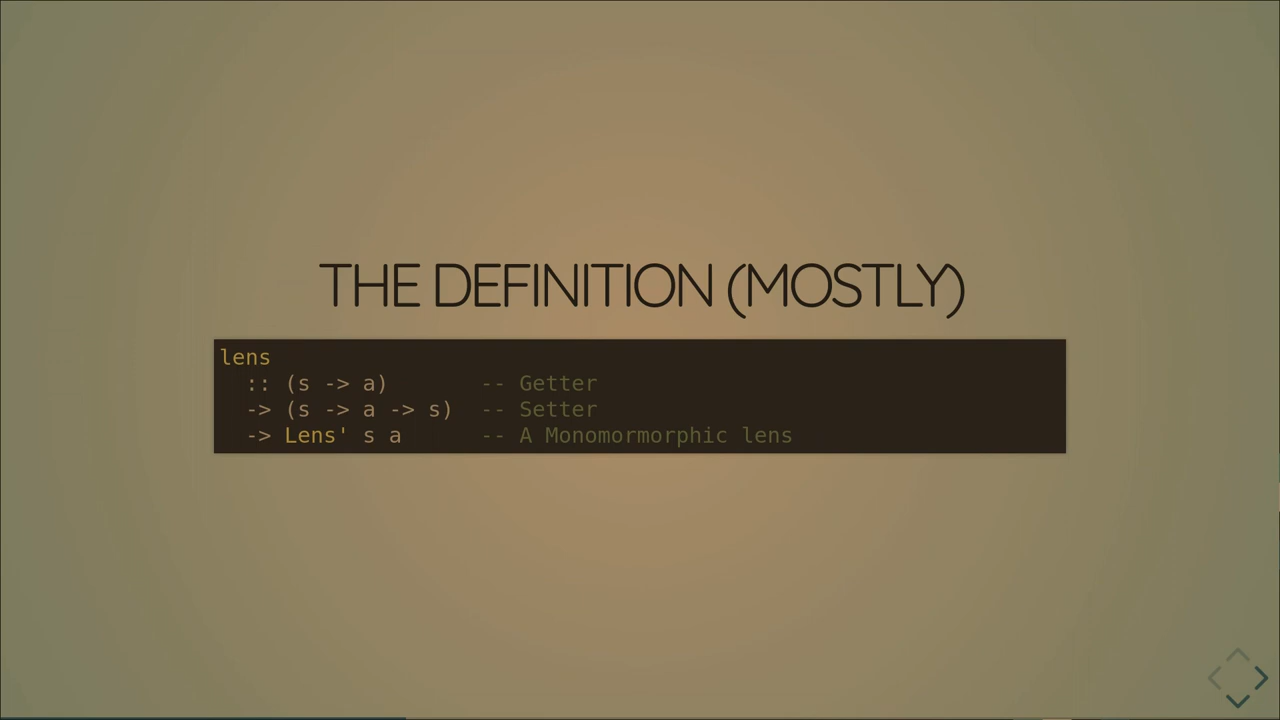 THE DEFINITION (MOSTLY)
lens
  :: (s -> a)       -- Getter
  -> (s -> a -> s)  -- Setter
  -> Lens' s a      -- A Monomormorphic lens